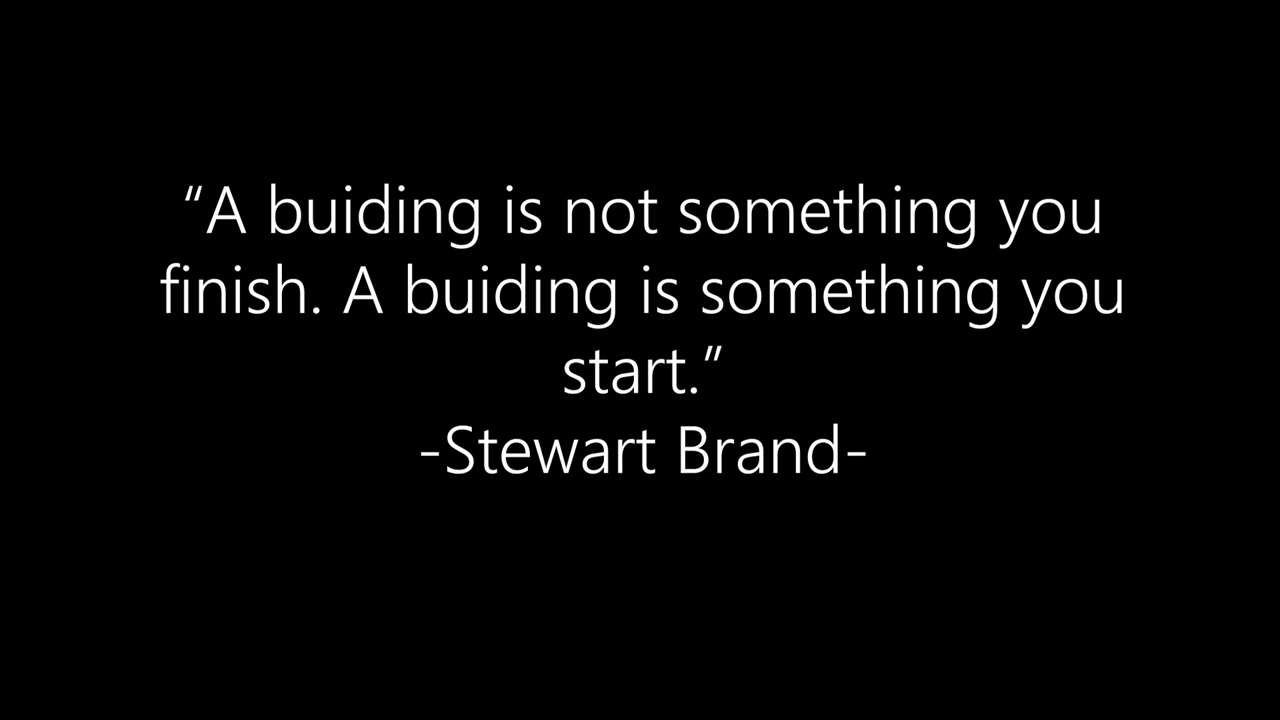 “A buiding is not something you
finish. A buiding is something you
start.”
-Stewart Brand-